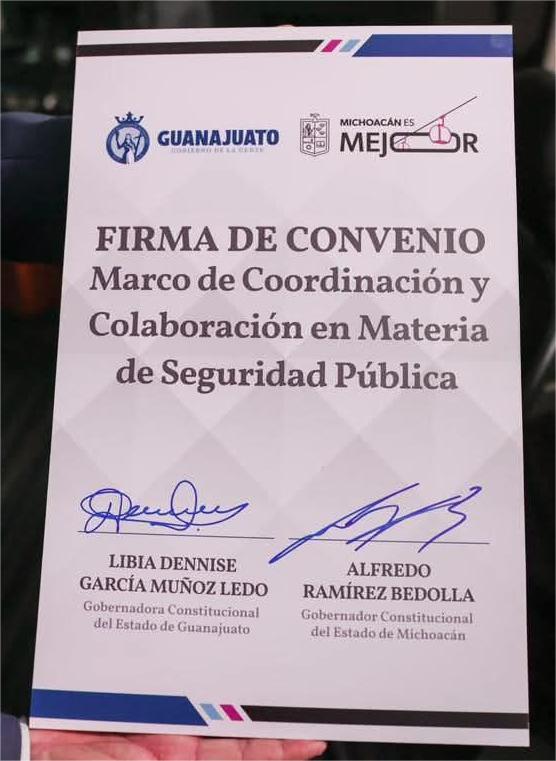 GUANAJUATO
GOBIERNO DE LA GENTE
MICHOACÁN ES
MEJOR
FIRMA DE CONVENIO
Marco de Coordinación y
Colaboración en Materia
de Seguridad Pública
LIBIA DENNISE
GARCÍA MUÑOZ LEDO
Gobernadora Constitucional
del Estado de Guanajuato
ALFREDO
RAMÍREZ BEDOLLA
Gobernador Constitucional
del Estado de Michoacán